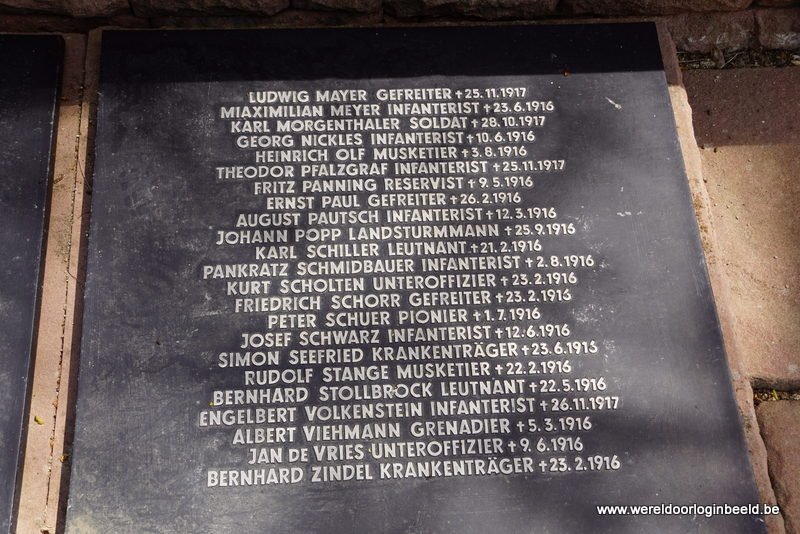 LUDWIG MAYER GEFREITER + 25.11.1917
MIAXIMILIAN MEYER INFANTERIST + 23.6.1916
KARL MORGENTHALER SOLDAT + 28.10.1917
GEORG NICKLES INFANTERIST + 10.6.1916
HEINRICH OLF MUSKETIER + 3.8.1916
THEODOR PFALZGRAF INFANTERIST + 25.11.1917
FRITZ PANNING RESERVIST + 9.5.1916
ERNST PAUL GEFREITER + 26.2.1916
AUGUST PAUTSCH INFANTERIST + 12.3.1916
JOHANN POPP LANDSTURMMANN + 25.9.1916
KARL SCHILLER LEUTNANT + 21.2.1916
PANKRATZ SCHMIDBAUER INFANTERIST + 2.8.1916
KURT SCHOLTEN UNTEROFFIZIER + 23.2.1916
FRIEDRICH SCHORR GEFREITER + 23.2.1916
PETER SCHUER PIONIER + 1.7.1916
JOSEF SCHWARZ INFANTERIST + 12.6.1916
SIMON SEEFRIED KRANKENTRÄGER + 23.6.1916
RUDOLF STANGE MUSKETIER + 22.2.1916
BERNHARD STOLLBROCK LEUTNANT + 22.5.1916
ENGELBERT VOLKENSTEIN INFANTERIST + 26.11.1917
ALBERT VIEHMANN GRENADIER + 5.3.1916
JAN DE VRIES UNTEROFFIZIER + 9.6.1916
BERNHARD ZINDEL KRANKENTRÄGER + 23.2.1916
www.wereldoorloginbeeld.be